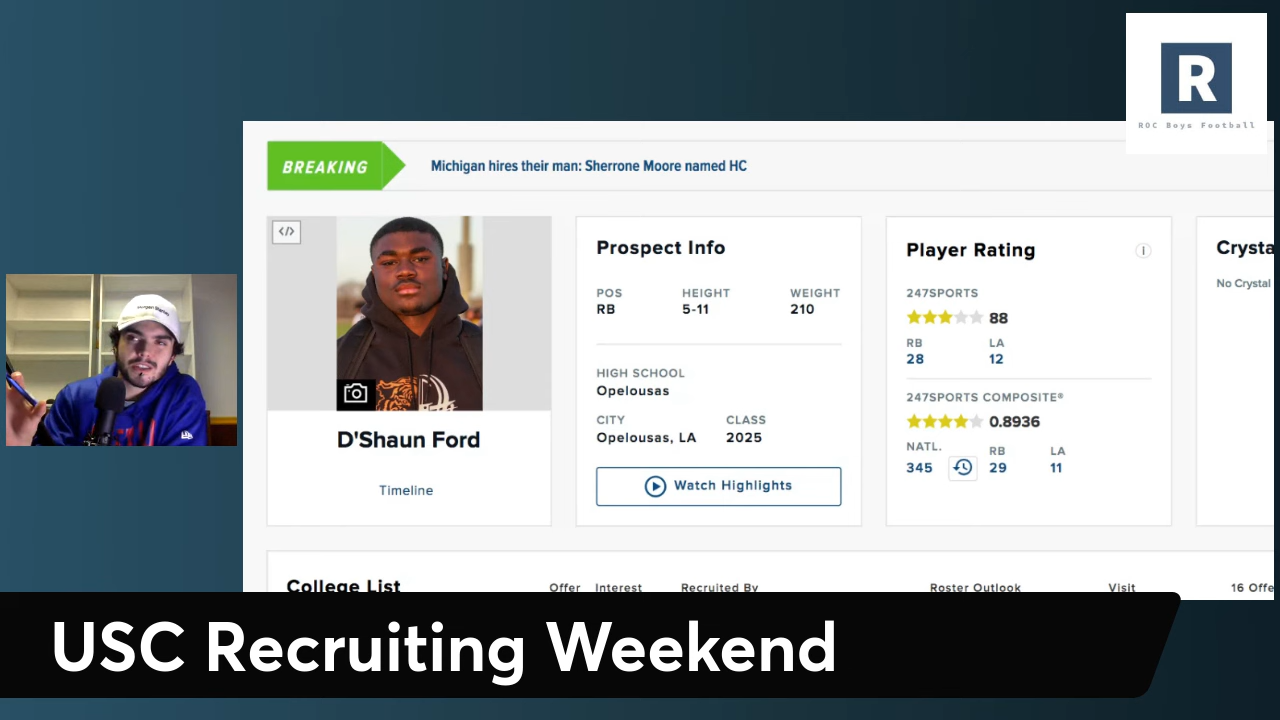 R
ROC Boys Football
BREAKING
Michigan hires their man: Sherrone Moore named HC
</>
D'Shaun Ford
Timeline
Prospect Info
POS HEIGHT WEIGHT
RB 5-11 210
HIGH SCHOOL
Opelousas
CITY CLASS
Opelousas, LA 2025
Watch Highlights
Player Rating
i
247SPORTS
88
RB LA
28 12
247SPORTS COMPOSITE®
0.8936
NATL. RB LA
345 29 11
Crysta
No Crystal
College List Offer Interest Recruited By Roster Outlook Visit 16 Offe
USC Recruiting Weekend